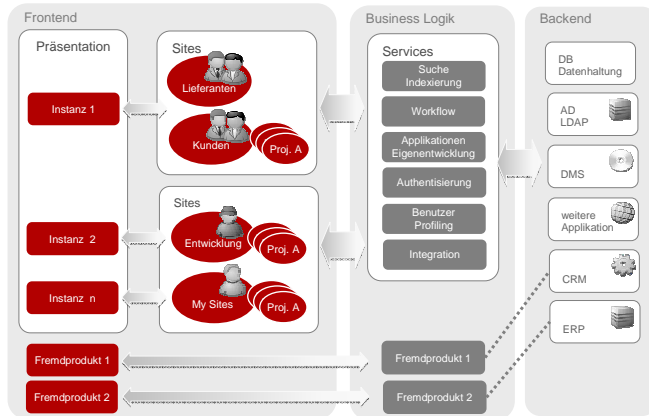 Frontend
Präsentation
Instanz 1
Instanz 2
Instanz n
Sites
Lieferanten
Kunden
Proj. A
Sites
Entwicklung
Proj. A
My Sites
Proj. A
Fremdprodukt 1
Fremdprodukt 2
Business Logik
Services
Suche
Indexierung
Workflow
Applikationen
Eigenentwicklung
Authentisierung
Benutzer
Profiling
Integration
Fremdprodukt 1
Fremdprodukt 2
Backend
DB
Datenhaltung
AD
LDAP
DMS
weitere
Applikation
CRM
ERP